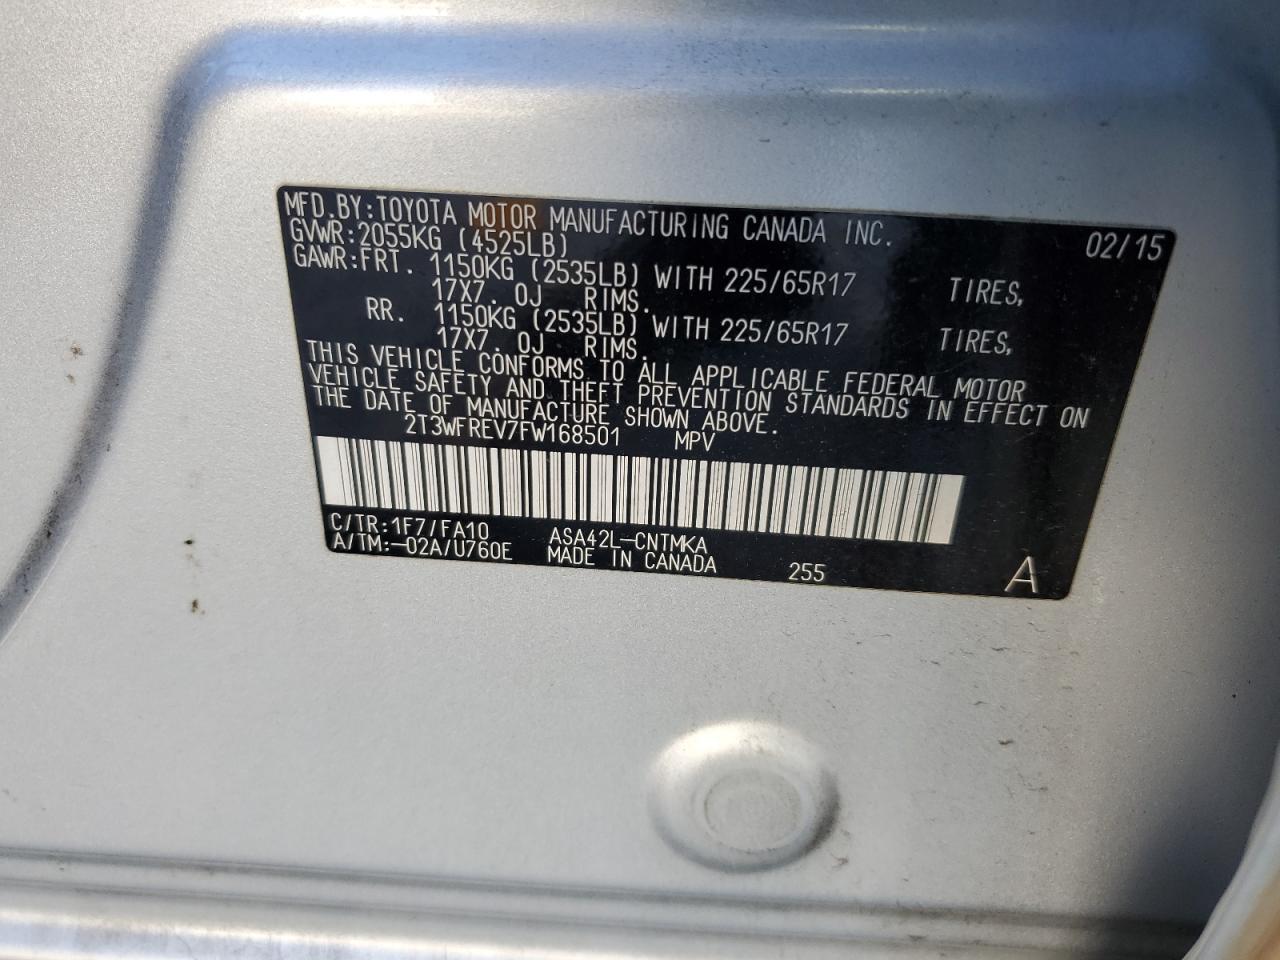 MFD.BY:TOYOTA MOTOR MANUFACTURING CANADA INC. 02/15
GVWR:2055KG (4525LB)
GAWR:FRT. 1150KG (2535LB) WITH 225/65R17 TIRES,
17X7.0J RIMS.
RR. 1150KG (2535LB) WITH 225/65R17 TIRES,
17X7.0J RIMS.
THIS VEHICLE CONFORMS TO ALL APPLICABLE FEDERAL MOTOR
VEHICLE SAFETY AND THEFT PREVENTION STANDARDS IN EFFECT ON
THE DATE OF MANUFACTURE SHOWN ABOVE.
2T3WFREV7FW168501 MPV
C/TR:1F7/FA10 ASA42L-CNTMKA
A/TM:-02A/U760E MADE IN CANADA 255 A